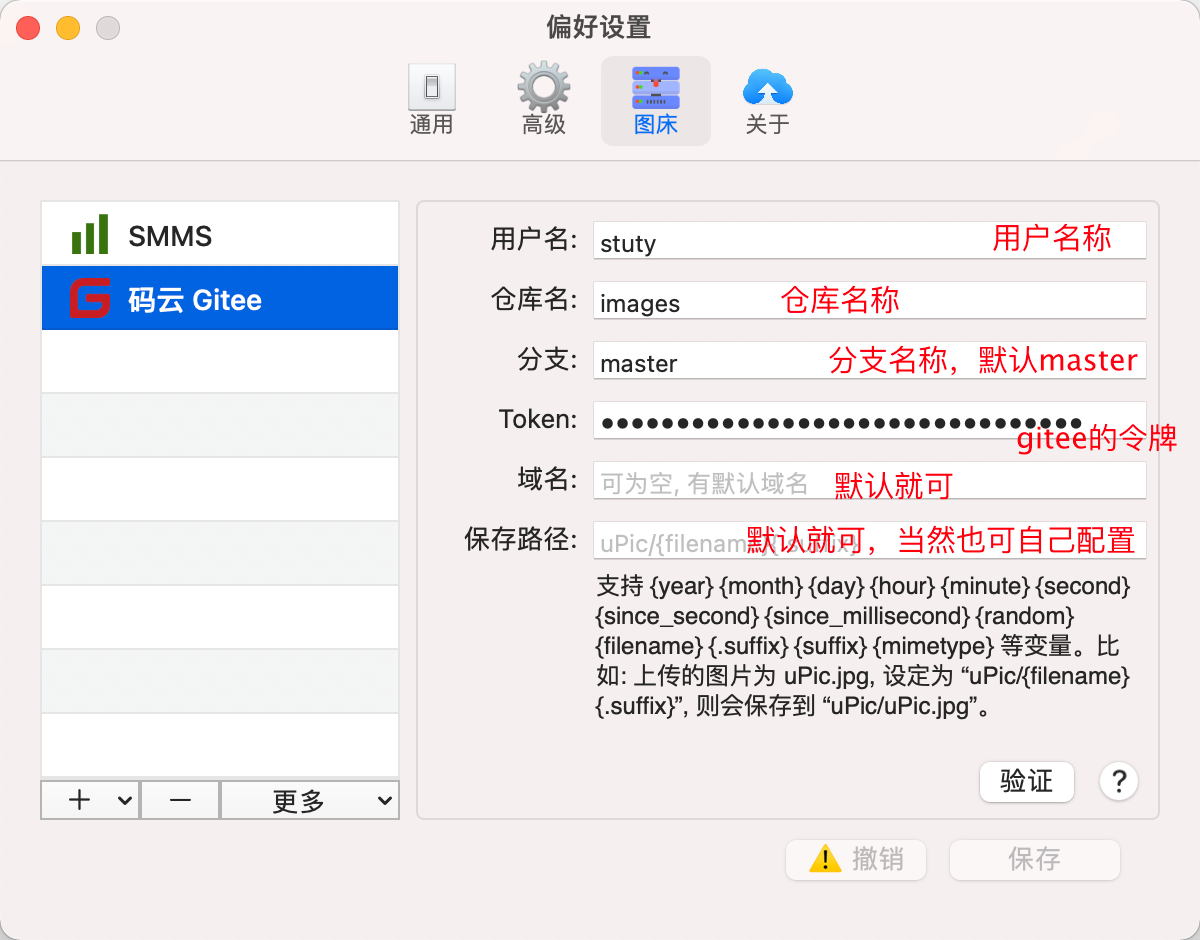 偏好设置
通用
高级
图床
关于
SMMS
码云 Gitee
用户名: stuty 用户名称
仓库名: images 仓库名称
分支: master 分支名称，默认master
Token: ●●●●●●●●●●●●●●●●●●●●●●●●●●●●●●●● gitee的令牌
域名: 可为空, 有默认域名 默认就可
保存路径: uPic/{filename}{.suffix} 默认就可，当然也可自己配置
支持 {year} {month} {day} {hour} {minute} {second}
{since_second} {since_millisecond} {random}
{filename} {.suffix} {suffix} {mimetype} 等变量。比
如: 上传的图片为 uPic.jpg, 设定为 “uPic/{filename}
{.suffix}”, 则会保存到 “uPic/uPic.jpg”。
验证 ?
+ − 更多
撤销 保存